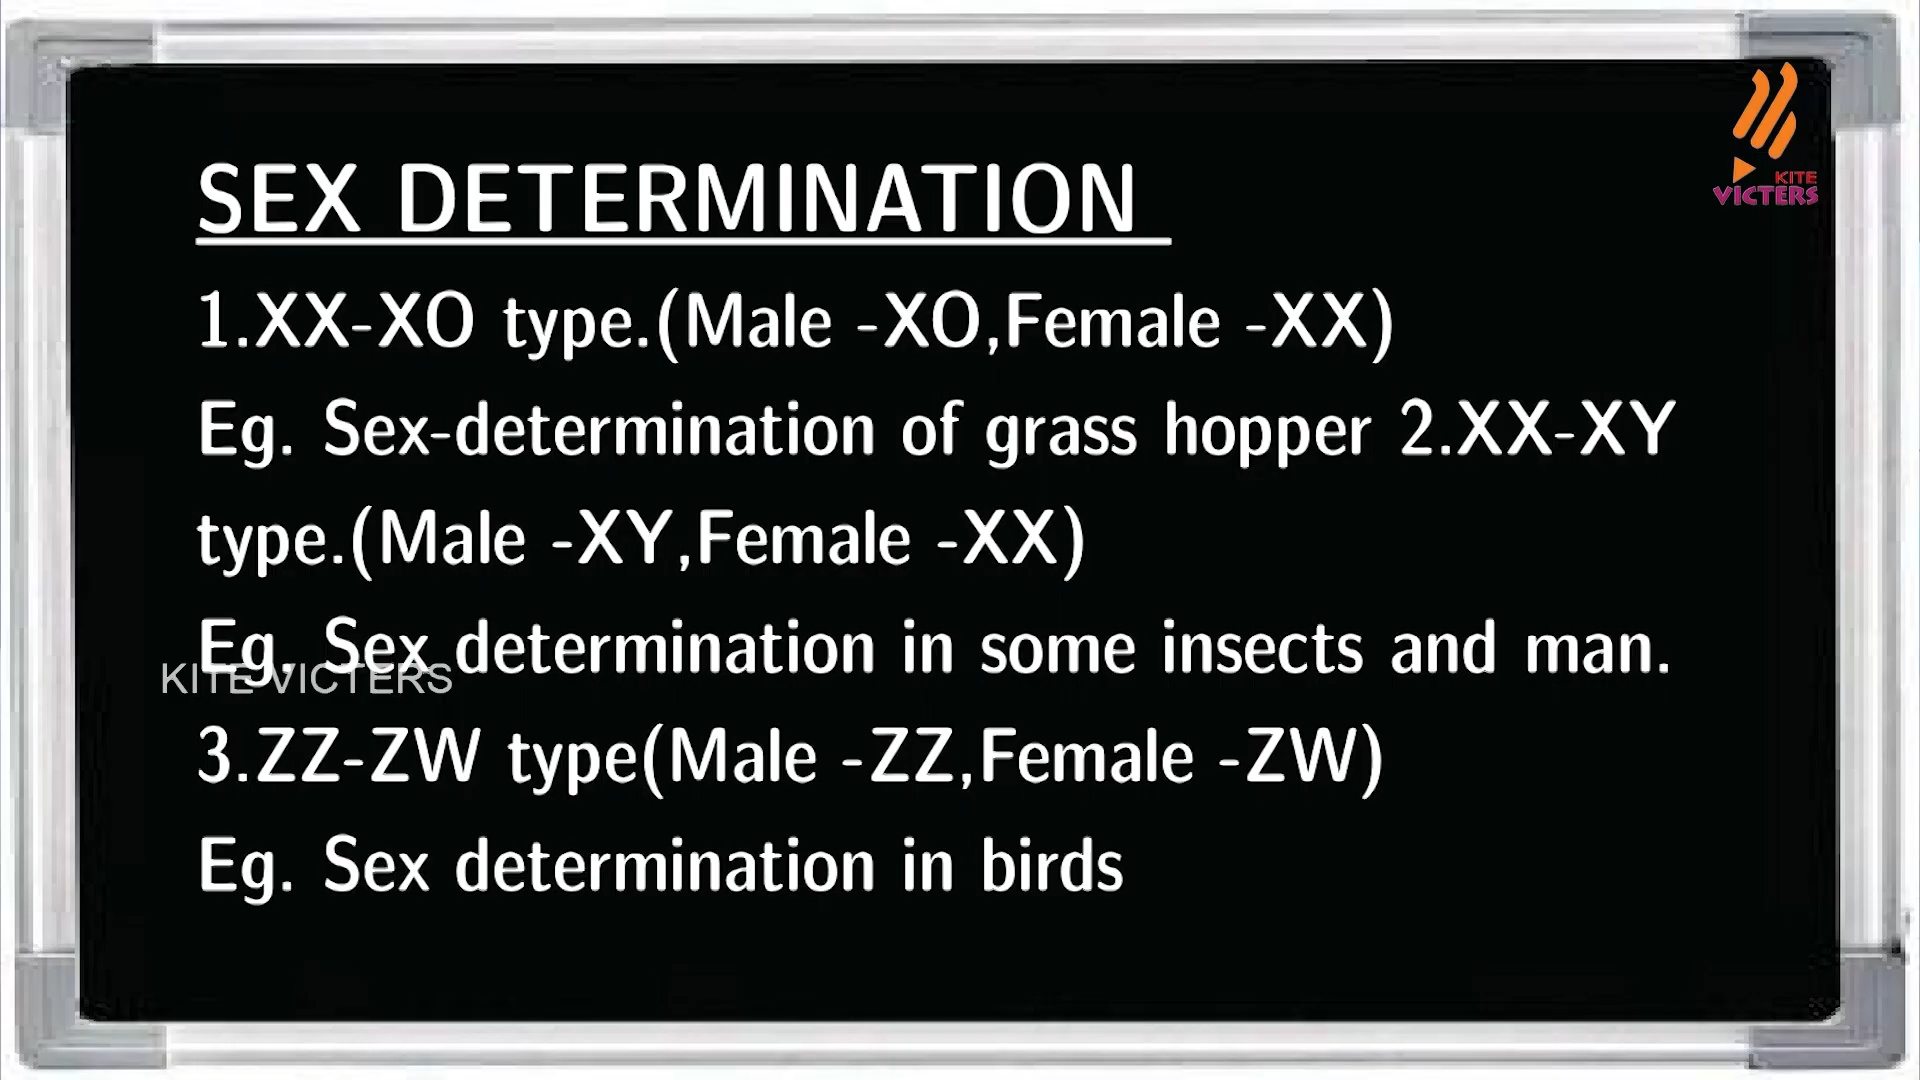 SEX DETERMINATION
1.XX-XO type.(Male -XO,Female -XX)
Eg. Sex-determination of grass hopper 2.XX-XY
type.(Male -XY,Female -XX)
Eg. Sex determination in some insects and man.
3.ZZ-ZW type(Male -ZZ,Female -ZW)
Eg. Sex determination in birds
KITE VICTERS
KITE
VICTERS